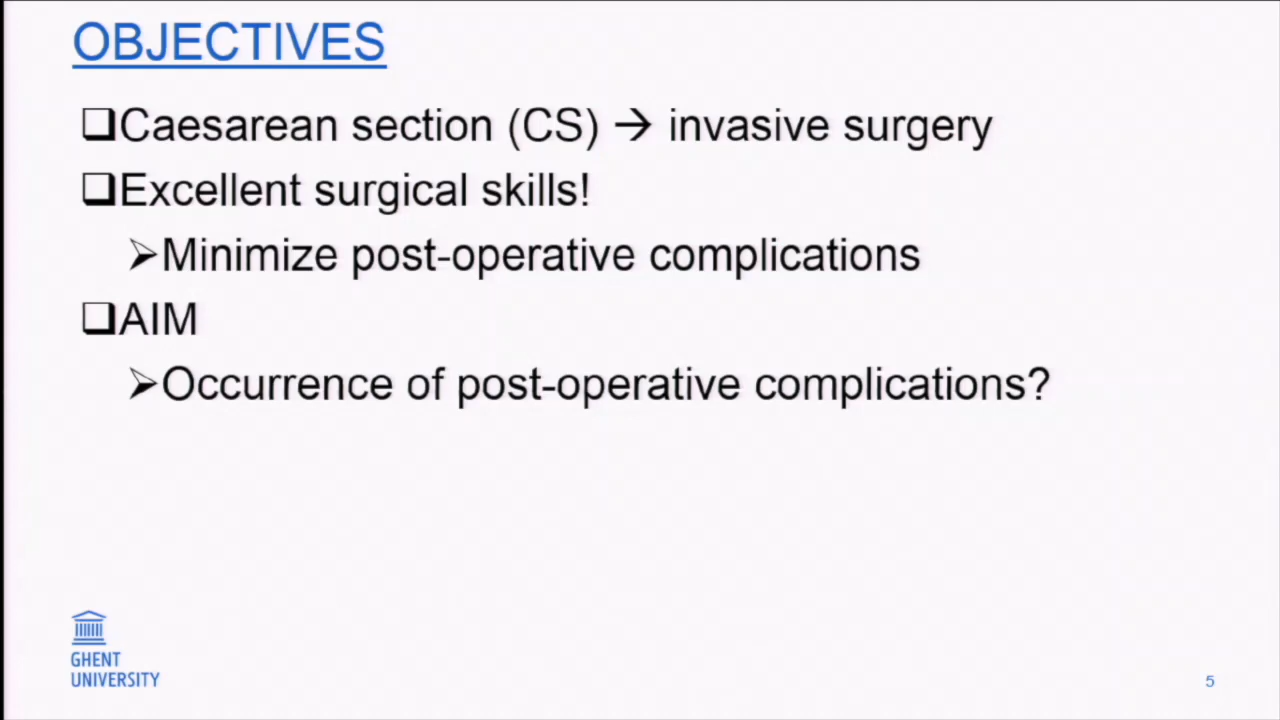 OBJECTIVES
❑Caesarean section (CS) → invasive surgery
❑Excellent surgical skills!
➢Minimize post-operative complications
❑AIM
➢Occurrence of post-operative complications?
GHENT
UNIVERSITY
5